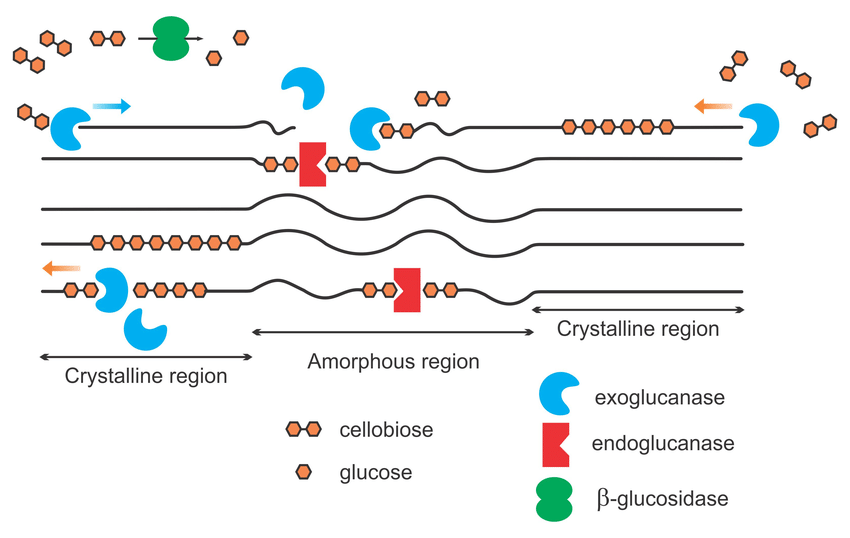 Crystalline region
Amorphous region
Crystalline region
cellobiose
glucose
exoglucanase
endoglucanase
β-glucosidase